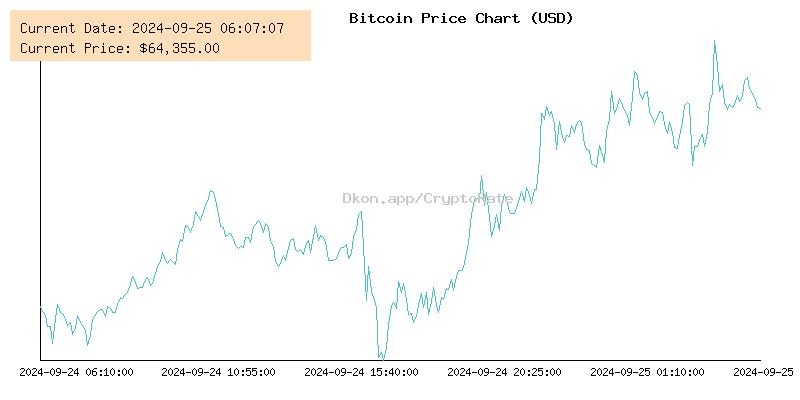 Bitcoin Price Chart (USD)
Current Date: 2024-09-25 06:07:07
Current Price: $64,355.00
Dkon.app/CryptoRate
2024-09-24 06:10:00 2024-09-24 10:55:00 2024-09-24 15:40:00 2024-09-24 20:25:00 2024-09-25 01:10:00 2024-09-25